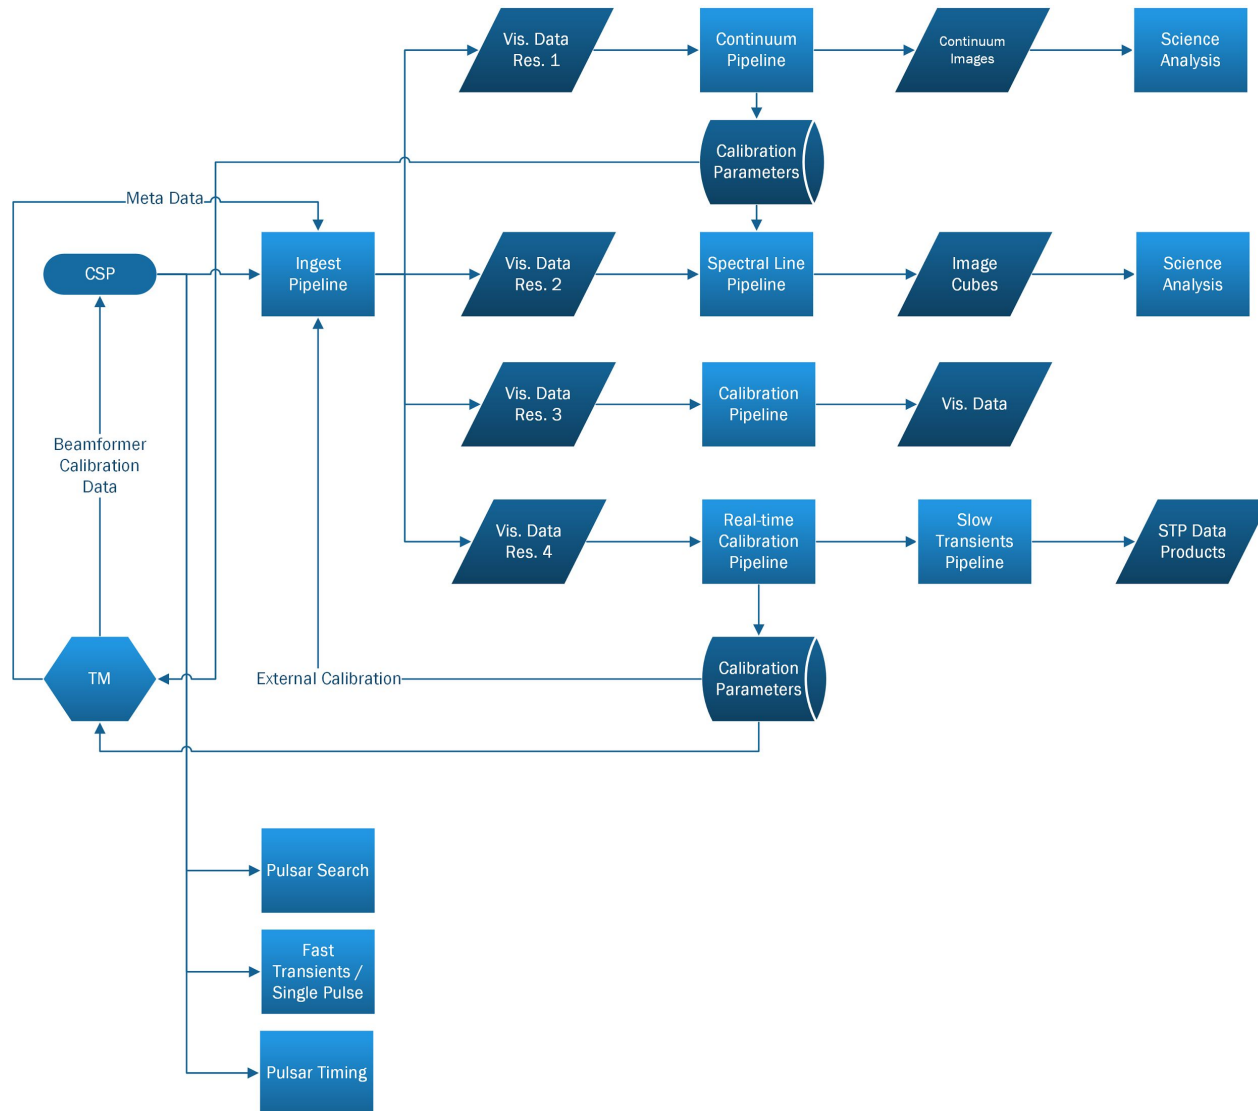 Vis. Data
Res. 1
Continuum
Pipeline
Continuum
Images
Science
Analysis
Calibration
Parameters
Meta Data
CSP
Ingest
Pipeline
Vis. Data
Res. 2
Spectral Line
Pipeline
Image
Cubes
Science
Analysis
Vis. Data
Res. 3
Calibration
Pipeline
Vis. Data
Beamformer
Calibration
Data
Vis. Data
Res. 4
Real-time
Calibration
Pipeline
Slow
Transients
Pipeline
STP Data
Products
TM
External Calibration
Calibration
Parameters
Pulsar Search
Fast
Transients /
Single Pulse
Pulsar Timing